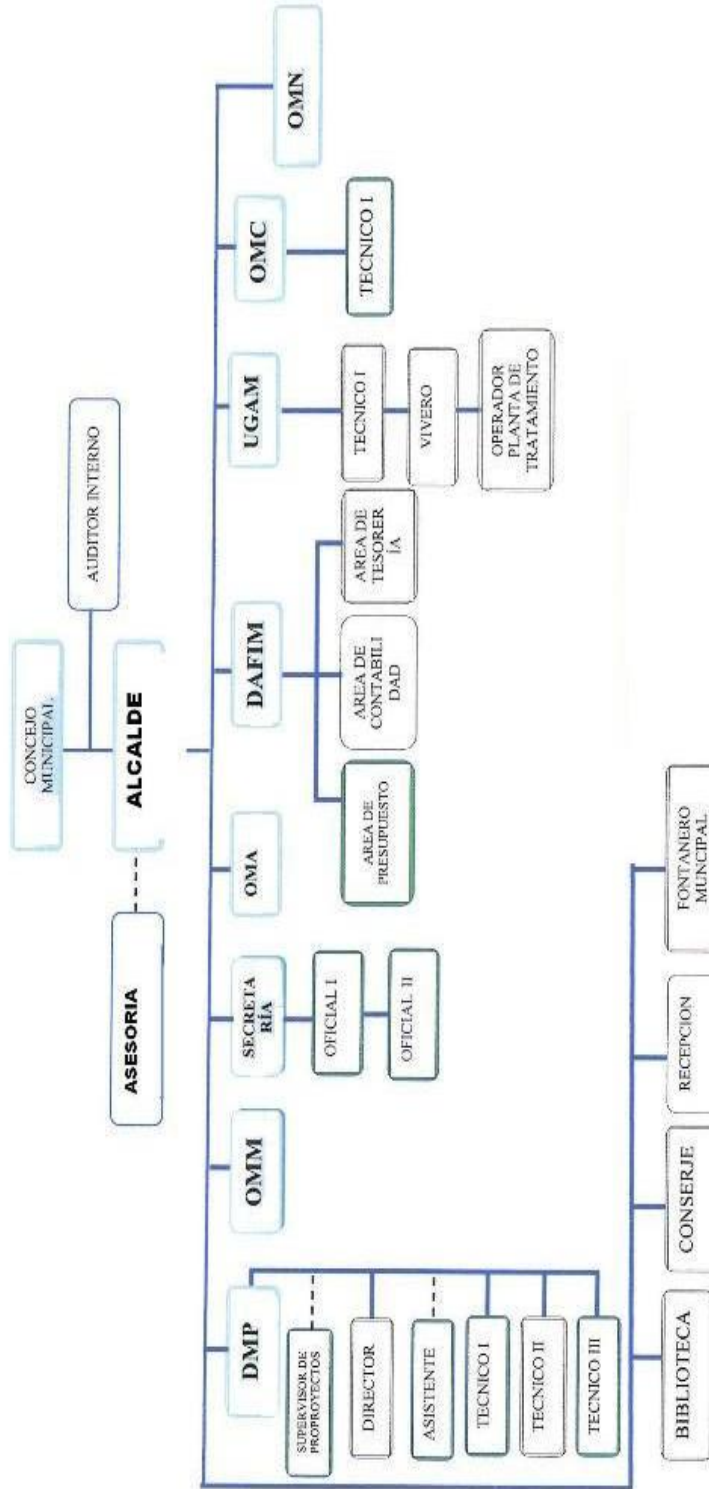 CONCEJO
MUNICIPAL
AUDITOR INTERNO
ALCALDE
ASESORIA
DMP
OMM
SECRETA
RÍA
OMA
DAFIM
UGAM
OMC
OMN
SUPERVISOR DE
PROPROYECTOS
DIRECTOR
ASISTENTE
TECNICO I
TECNICO II
TECNICO III
OFICIAL I
OFICIAL II
AREA DE
PRESUPUESTO
AREA DE
CONTABILI
DAD
AREA DE
TESORER
ÍA
TECNICO I
VIVERO
OPERADOR
PLANTA DE
TRATAMIENTO
TECNICO I
BIBLIOTECA
CONSERJE
RECEPCION
FONTANERO
MUNCIPAL